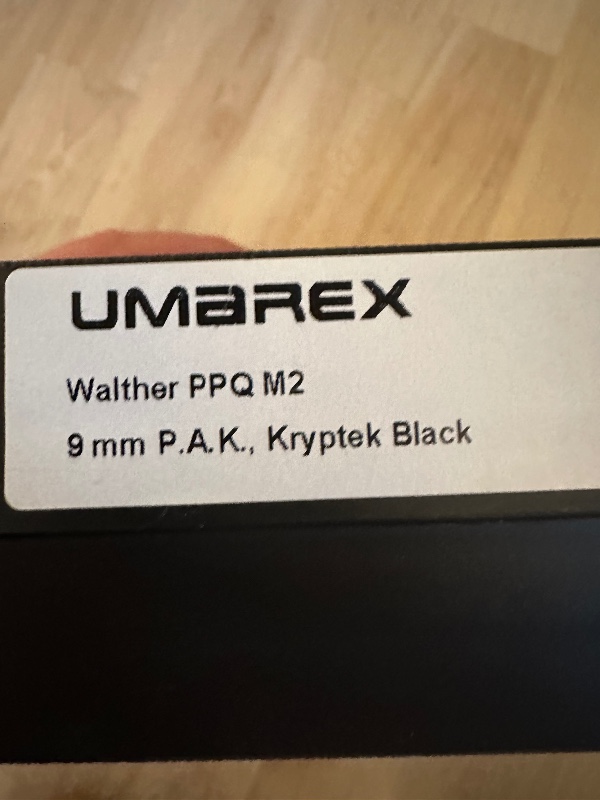 UMAREX
Walther PPQ M2
9 mm P.A.K., Kryptek Black